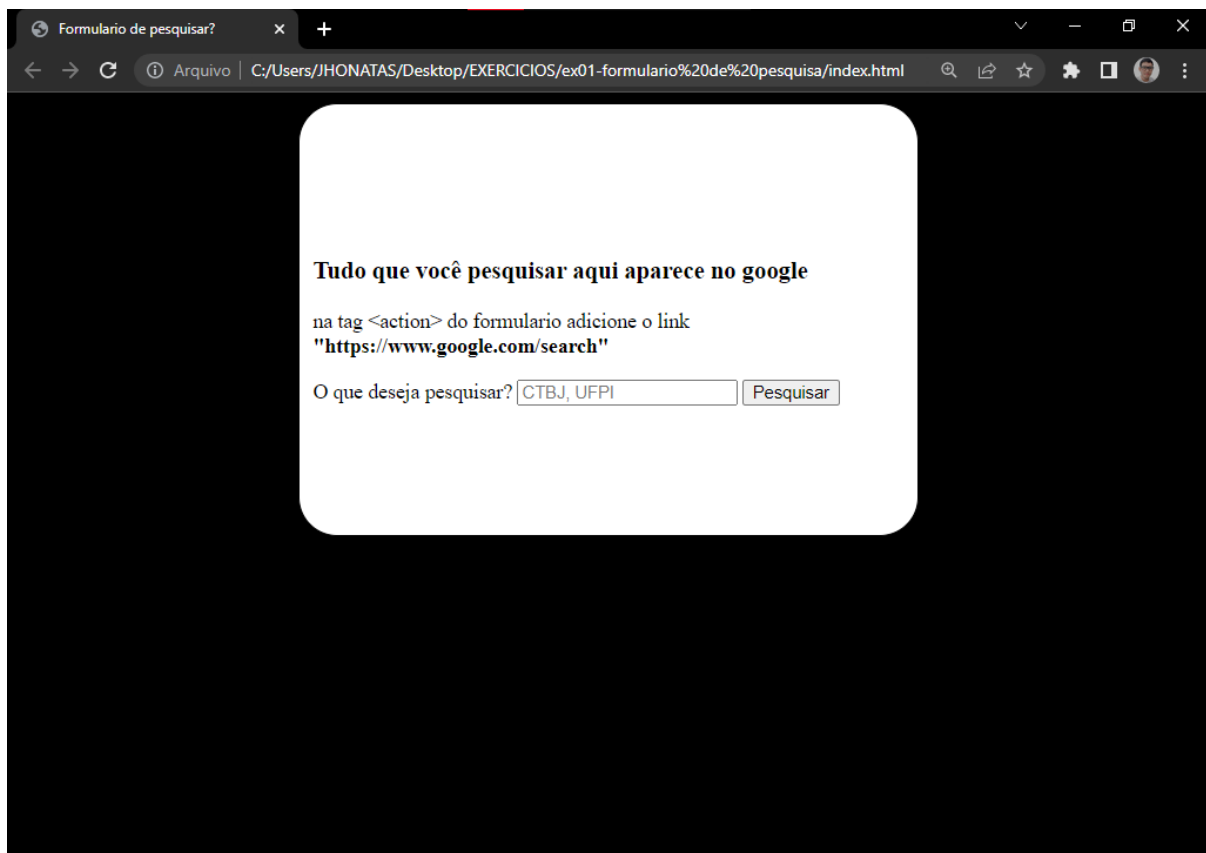 Formulario de pesquisar?
Arquivo | C:/Users/JHONATAS/Desktop/EXERCICIOS/ex01-formulario%20de%20pesquisa/index.html
Tudo que você pesquisar aqui aparece no google
na tag <action> do formulario adicione o link
"https://www.google.com/search"
O que deseja pesquisar? CTBJ, UFPI Pesquisar